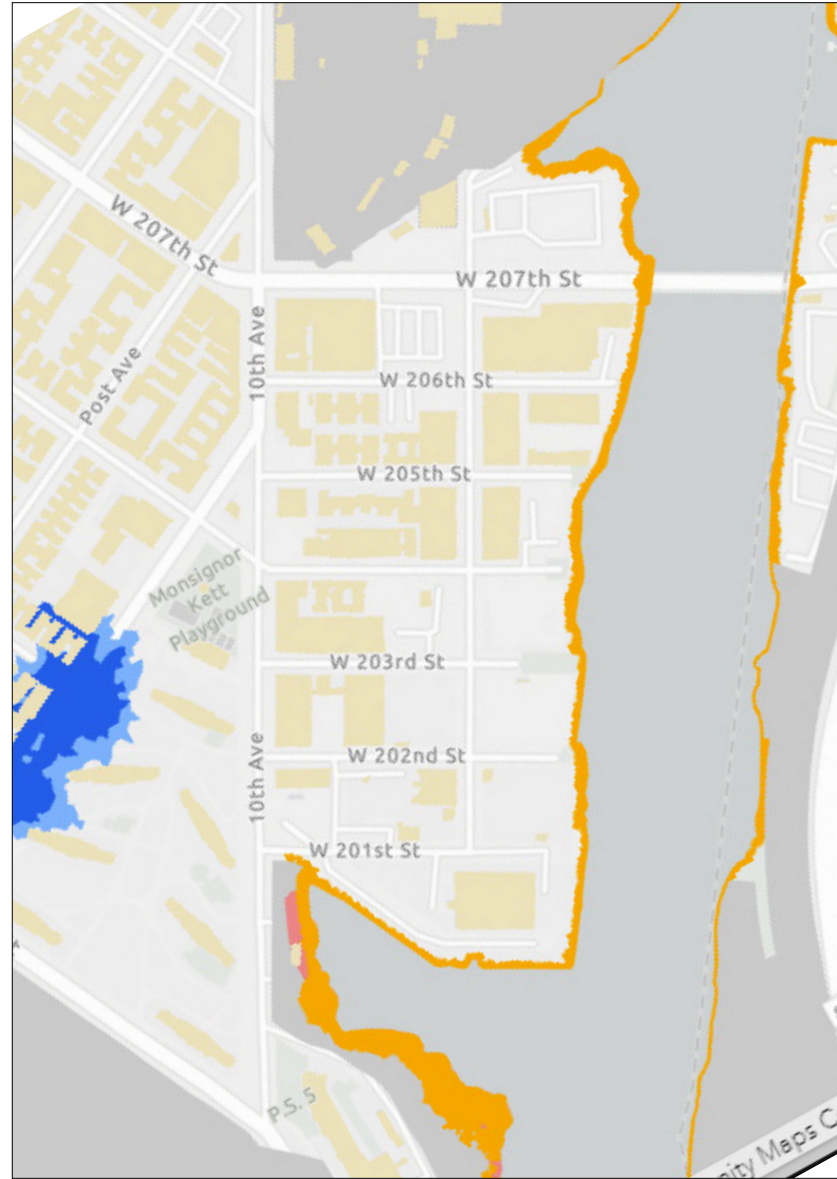 W 207th St
W 207th St
10th Ave
Post Ave
W 206th St
W 205th St
Monsignor
Kett
Playground
W 203rd St
W 202nd St
10th Ave
W 201st St
P.S. 5